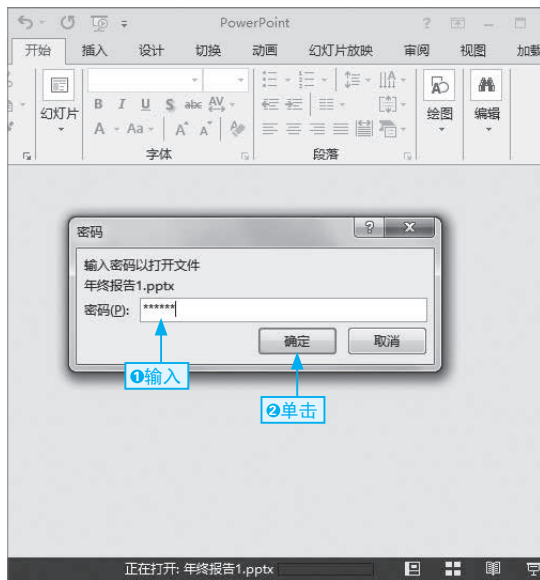 PowerPoint
开始 插入 设计 切换 动画 幻灯片放映 审阅 视图 加载
幻灯片 B I U S abc AV 绘图 编辑
A Aa A A
字体 段落
密码
输入密码以打开文件
年终报告1.pptx
密码(P): ******
确定 取消
❶输入
❷单击
正在打开: 年终报告1.pptx